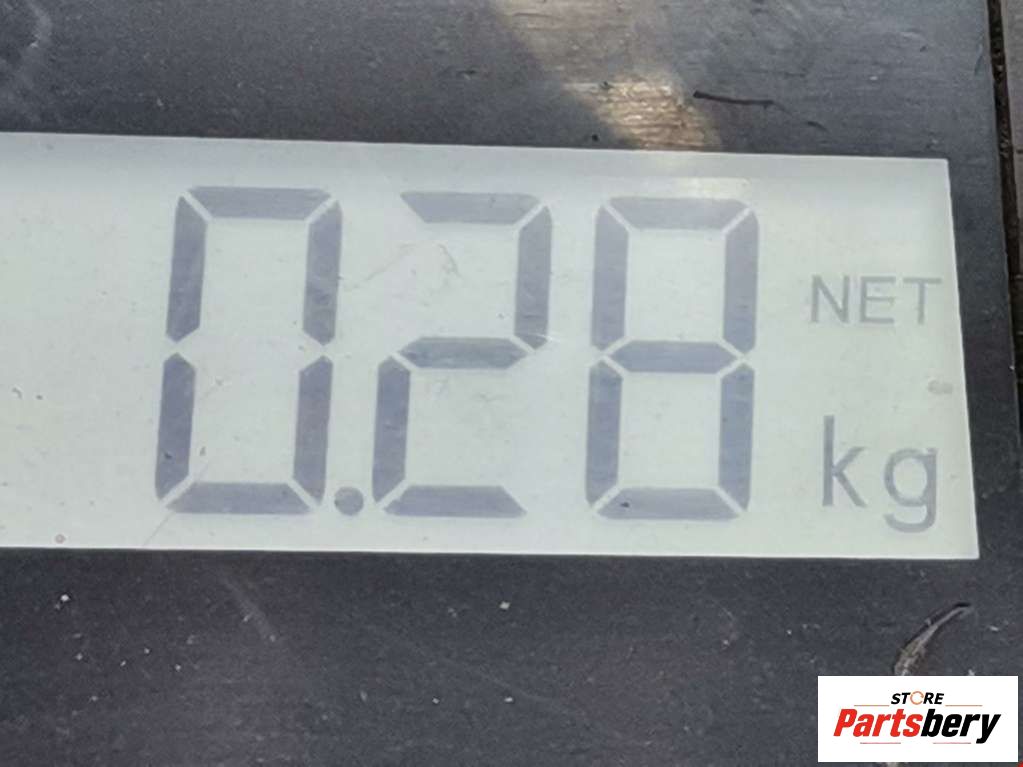 0.28
NET
kg
STORE
Partsbery